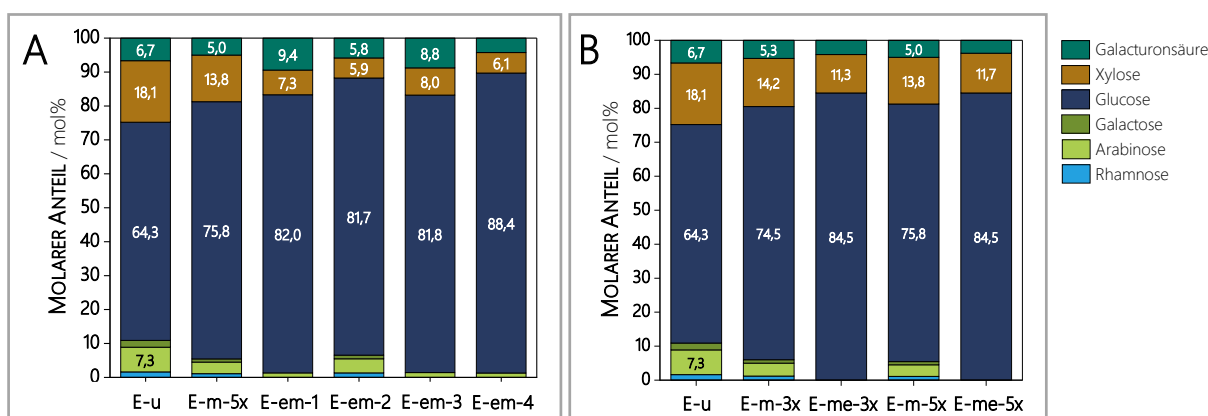 A
MOLARER ANTEIL / mol%
100
90
80
70
60
50
40
30
20
10
0
6,7 5,0 9,4 5,8 8,8
18,1 13,8 7,3 5,9 8,0 6,1
64,3 75,8 82,0 81,7 81,8 88,4
7,3
E-u E-m-5x E-em-1 E-em-2 E-em-3 E-em-4
B
MOLARER ANTEIL / mol%
100
90
80
70
60
50
40
30
20
10
0
6,7 5,3 5,0
18,1 14,2 11,3 13,8 11,7
64,3 74,5 84,5 75,8 84,5
7,3
E-u E-m-3x E-me-3x E-m-5x E-me-5x
Galacturonsäure
Xylose
Glucose
Galactose
Arabinose
Rhamnose